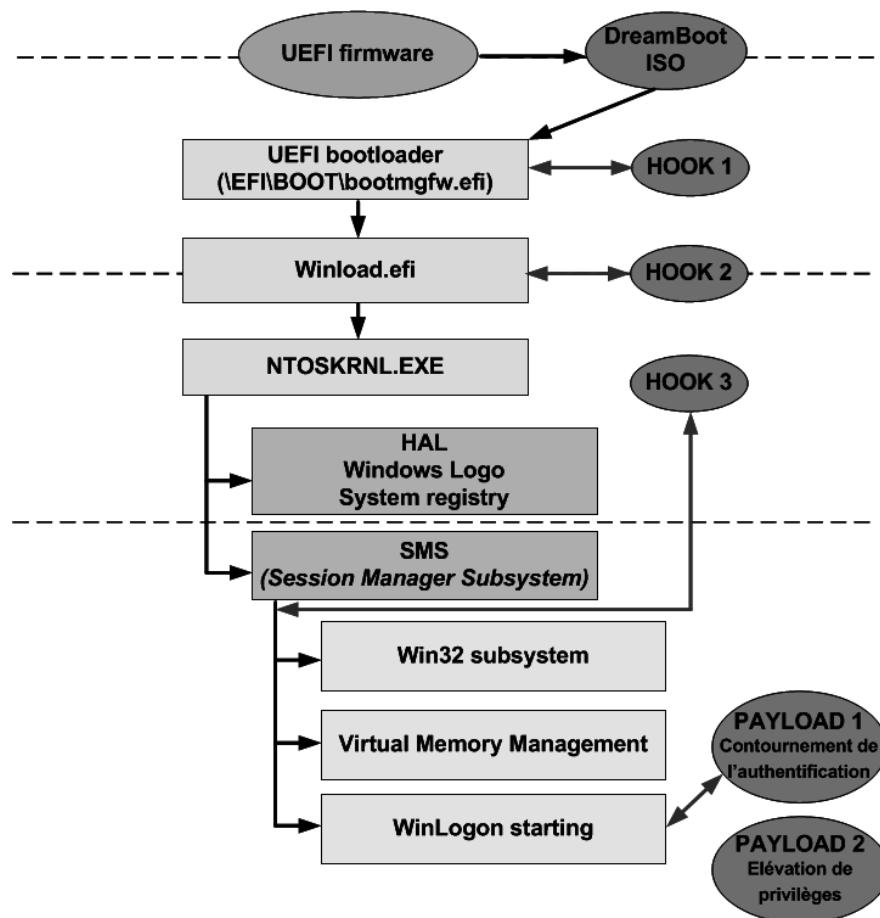 UEFI firmware
DreamBoot
ISO
UEFI bootloader
(\EFI\BOOT\bootmgfw.efi)
HOOK 1
Winload.efi
HOOK 2
NTOSKRNL.EXE
HOOK 3
HAL
Windows Logo
System registry
SMS
(Session Manager Subsystem)
Win32 subsystem
Virtual Memory Management
PAYLOAD 1
Contournement de
l'authentification
WinLogon starting
PAYLOAD 2
Elévation de
privilèges